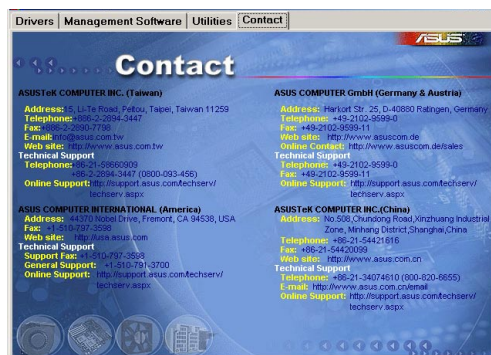 Drivers Management Software Utilities Contact
ASUS
Contact
ASUSTeK COMPUTER INC. (Taiwan)
Address: 15, Li-Te Road, Peitou, Taipei, Taiwan 11259
Telephone: +886-2-2894-3447
Fax: +886-2-2890-7798
E-mail: info@asus.com.tw
Web site: http://www.asus.com.tw
Technical Support
Telephone: +86-21-58660909
+86-2-2894-3447 (0800-093-456)
Online Support: http://support.asus.com/techserv/
techserv.aspx
ASUS COMPUTER INTERNATIONAL (America)
Address: 44370 Nobel Drive, Fremont, CA 94538, USA
Fax: +1-510-797-3598
Web site: http://usa.asus.com
Technical Support
Support Fax: +1-510-797-3598
General Support: +1-510-791-3700
Online Support: http://support.asus.com/techserv/
techserv.aspx
ASUS COMPUTER GmbH (Germany & Austria)
Address: Harkort Str. 25, D-40880 Ratingen, Germany
Telephone: +49-2102-9599-0
Fax: +49-2102-9599-11
Web site: http://www.asuscom.de
Online Contact: http://www.asuscom.de/sales
Technical Support
Telephone: +49-2102-9599-0
Fax: +49-2102-9599-11
Online Support: http://support.asus.com/techserv/
techserv.aspx
ASUSTeK COMPUTER INC.(China)
Address: No.508,Chundong Road,Xinzhuang Industrial
Zone, Minhang District,Shanghai,China
Telephone: +86-21-54421616
Fax: +86-21-54420099
Web site: http://www.asus.com.cn
Technical Support
Telephone: +86-21-34074610 (800-820-6655)
E-mail: http://www.asus.com.cn/email
Online Support: http://support.asus.com/techserv/
techserv.aspx